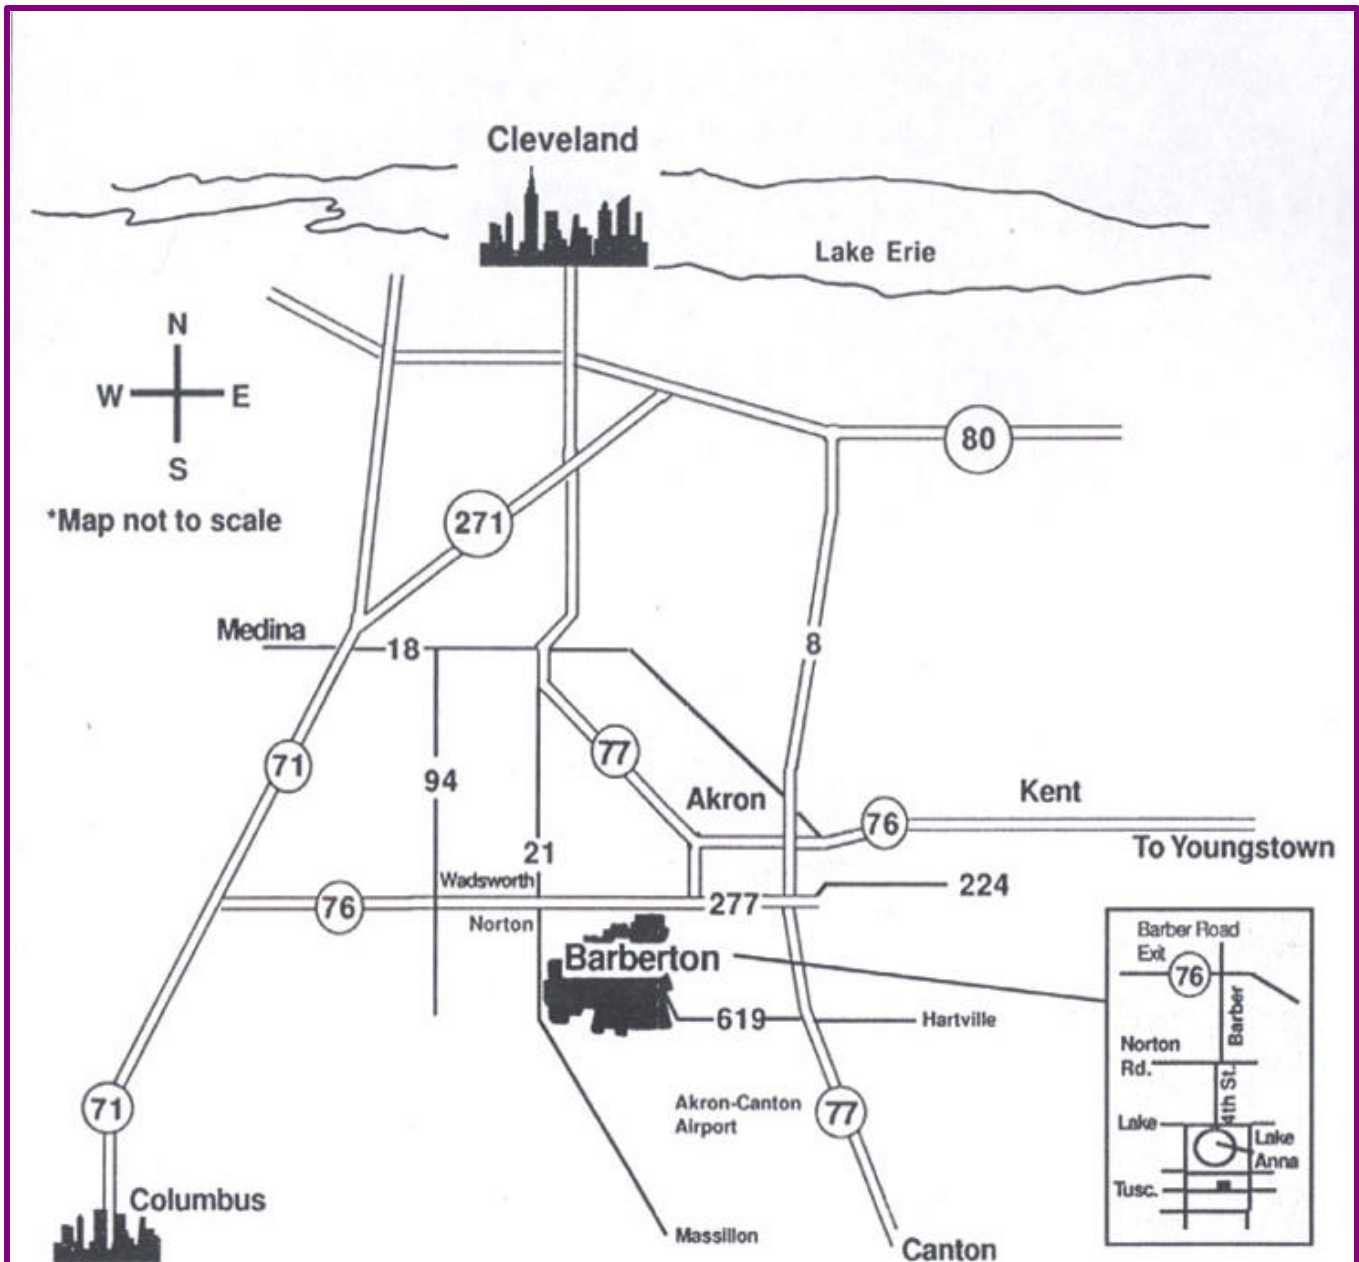 Cleveland
Lake Erie
N
W E
S
80
271
*Map not to scale
Medina
18
8
71
77
94
Akron
Kent
76
To Youngstown
21
Wadsworth
76
277
224
Norton
Barberton
619
Hartville
71
Akron-Canton
Airport
77
Columbus
Massillon
Canton
Barber Road
Exit
76
Barber
Norton
Rd.
4th St.
Lake
Lake
Anna
Tusc.